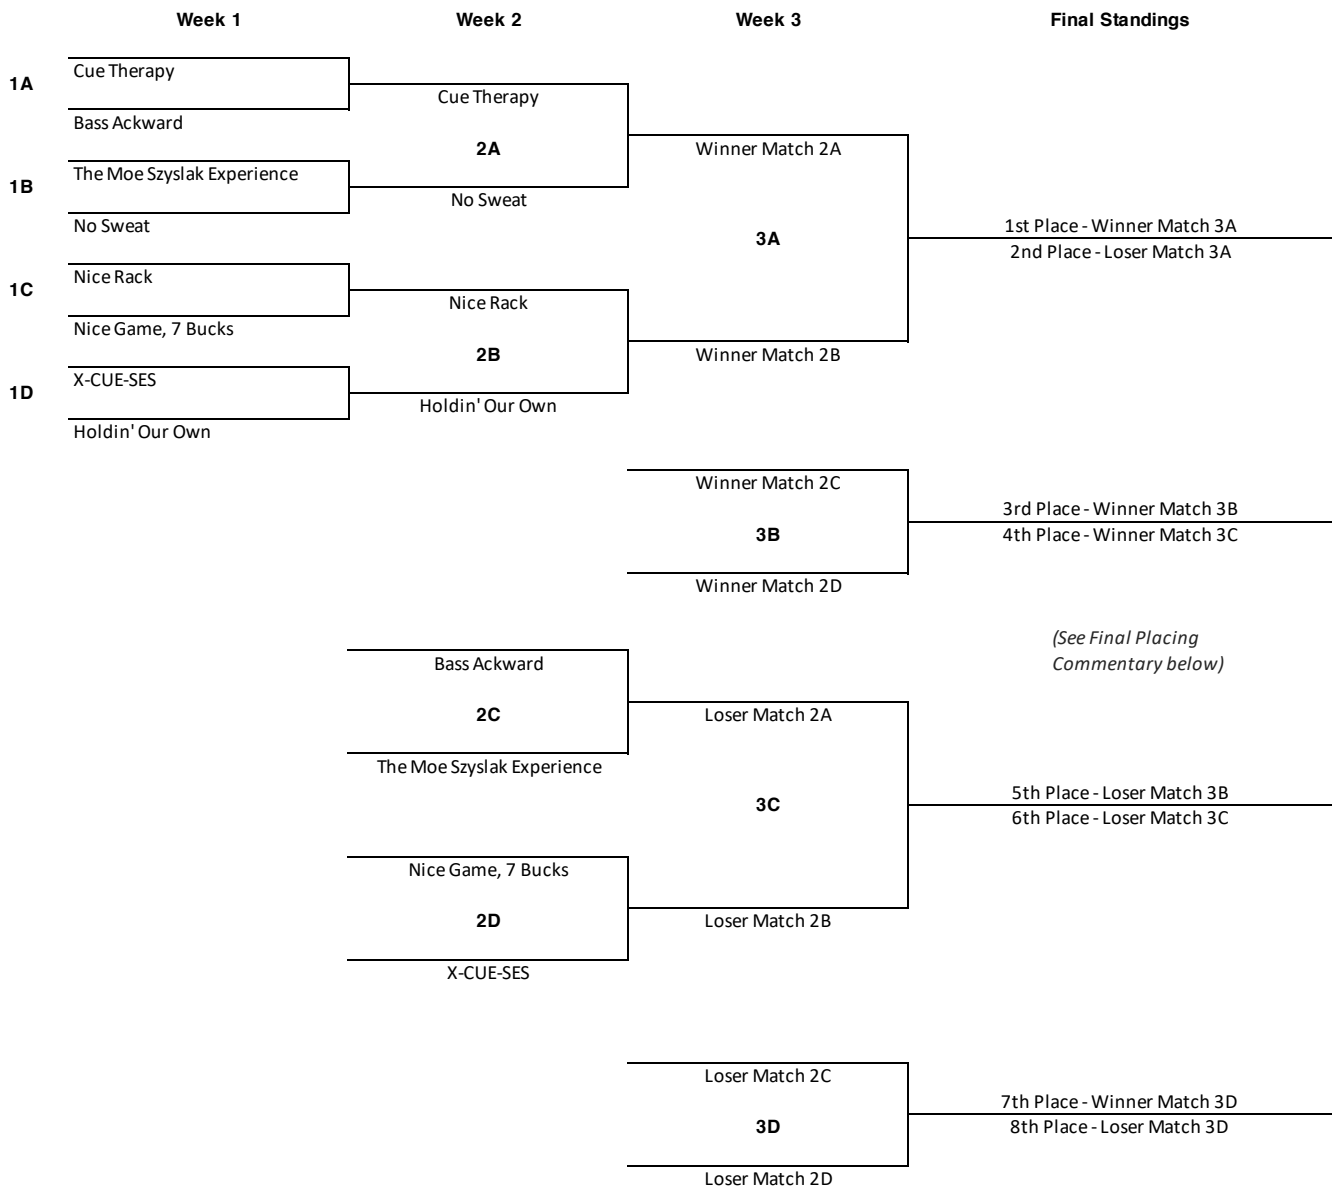 Week 1
Week 2
Week 3
Final Standings
1A
Cue Therapy
Bass Ackward
Cue Therapy
2A
No Sweat
1B
The Moe Szyslak Experience
No Sweat
Winner Match 2A
3A
Winner Match 2B
1st Place - Winner Match 3A
2nd Place - Loser Match 3A
1C
Nice Rack
Nice Game, 7 Bucks
Nice Rack
2B
Holdin' Our Own
1D
X-CUE-SES
Holdin' Our Own
Winner Match 2C
3B
Winner Match 2D
3rd Place - Winner Match 3B
4th Place - Winner Match 3C
(See Final Placing
Commentary below)
Bass Ackward
2C
The Moe Szyslak Experience
Loser Match 2A
3C
Loser Match 2B
5th Place - Loser Match 3B
6th Place - Loser Match 3C
Nice Game, 7 Bucks
2D
X-CUE-SES
Loser Match 2C
3D
Loser Match 2D
7th Place - Winner Match 3D
8th Place - Loser Match 3D